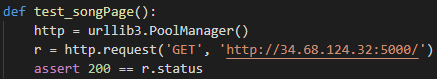 def test_songPage():
    http = urllib3.PoolManager()
    r = http.request('GET', 'http://34.68.124.32:5000/')
    assert 200 == r.status